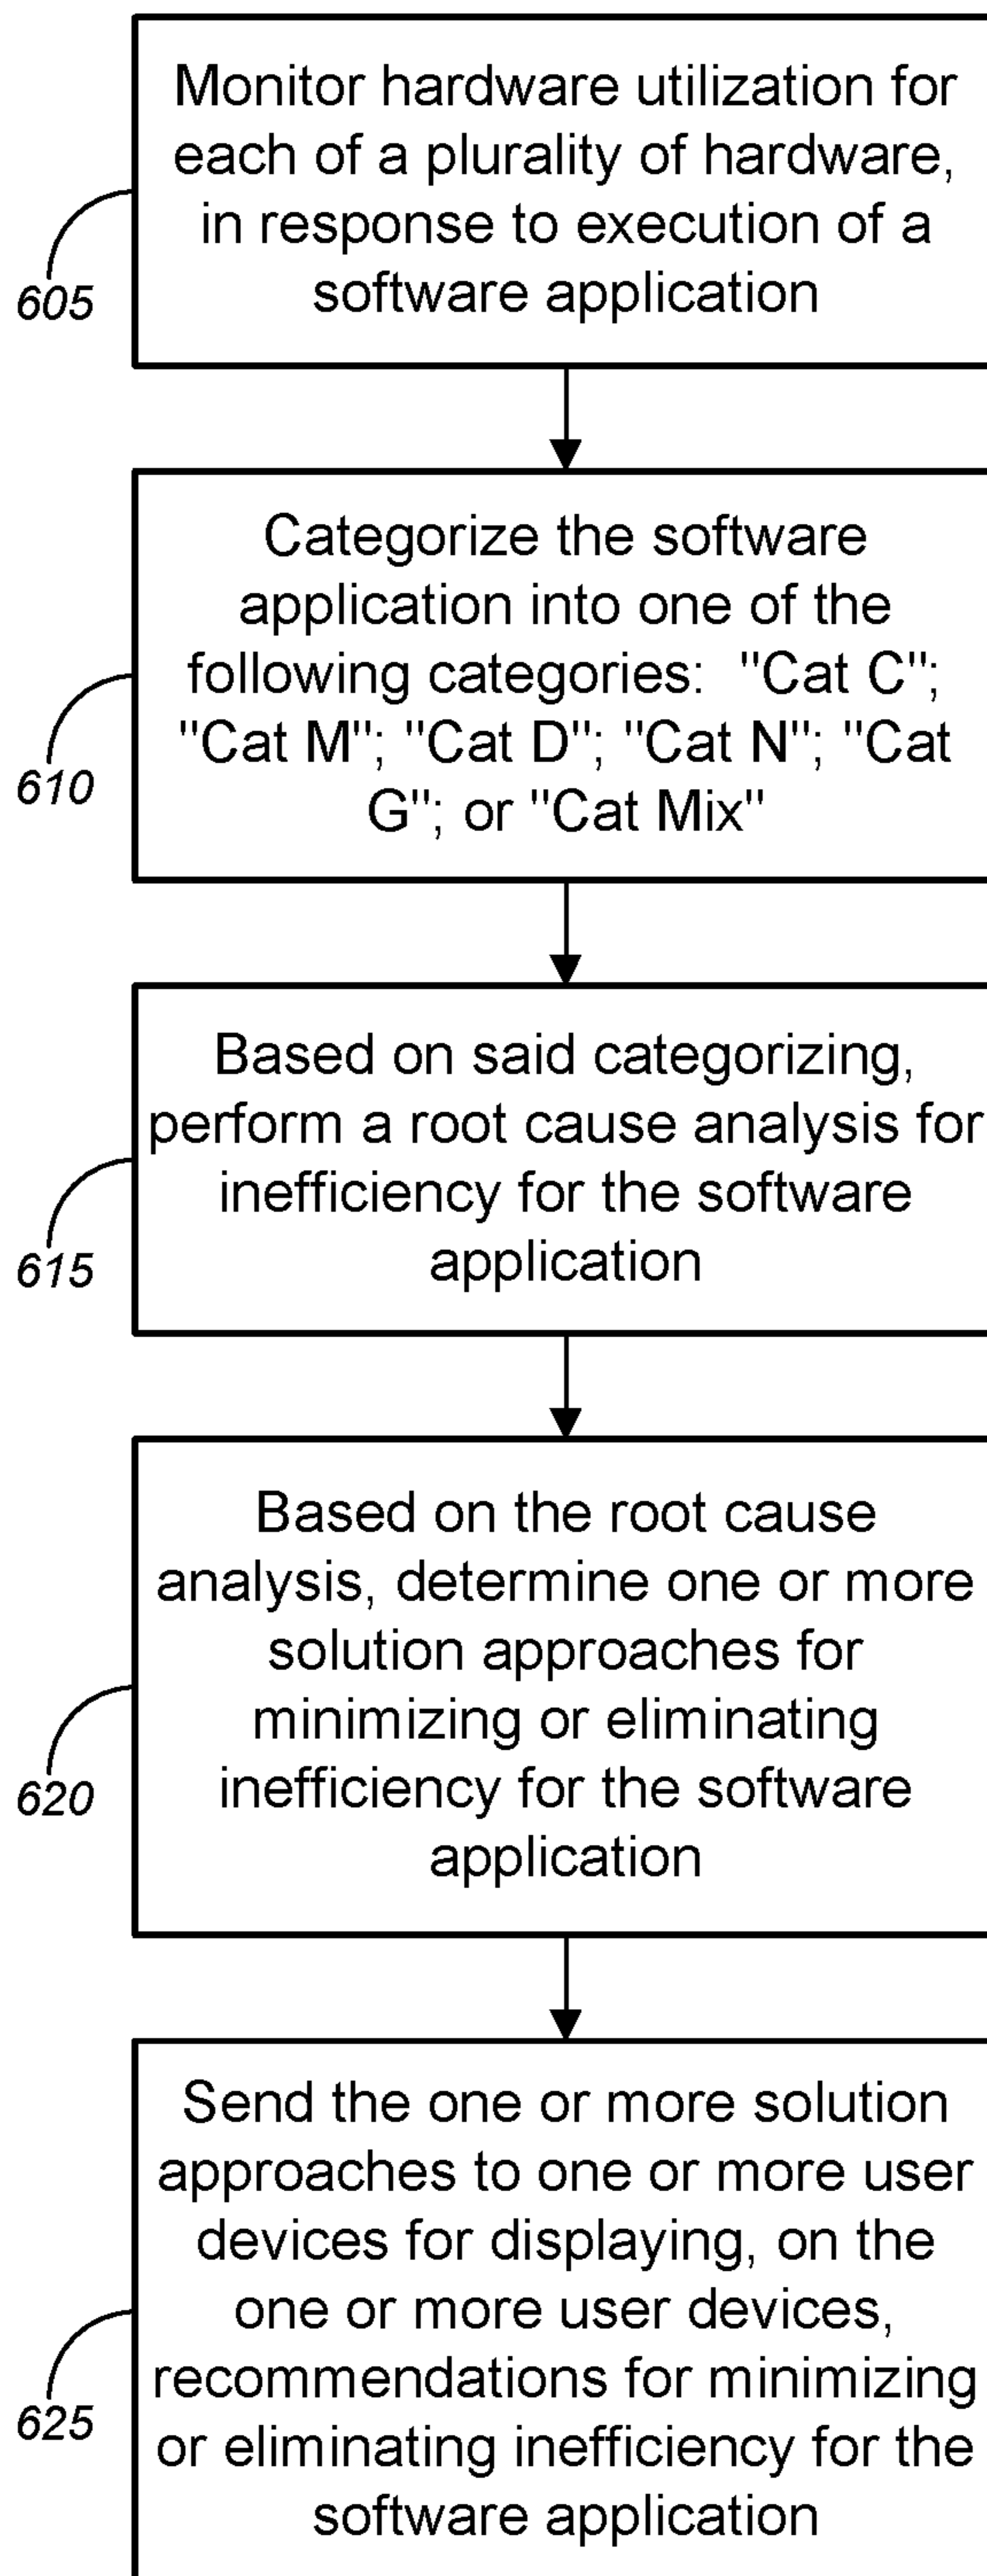 Monitor hardware utilization for
each of a plurality of hardware,
in response to execution of a
software application
605
Categorize the software
application into one of the
following categories:  "Cat C";
"Cat M"; "Cat D"; "Cat N"; "Cat
G"; or "Cat Mix"
610
Based on said categorizing,
perform a root cause analysis for
inefficiency for the software
application
615
Based on the root cause
analysis, determine one or more
solution approaches for
minimizing or eliminating
inefficiency for the software
application
620
Send the one or more solution
approaches to one or more user
devices for displaying, on the
one or more user devices,
recommendations for minimizing
or eliminating inefficiency for the
software application
625